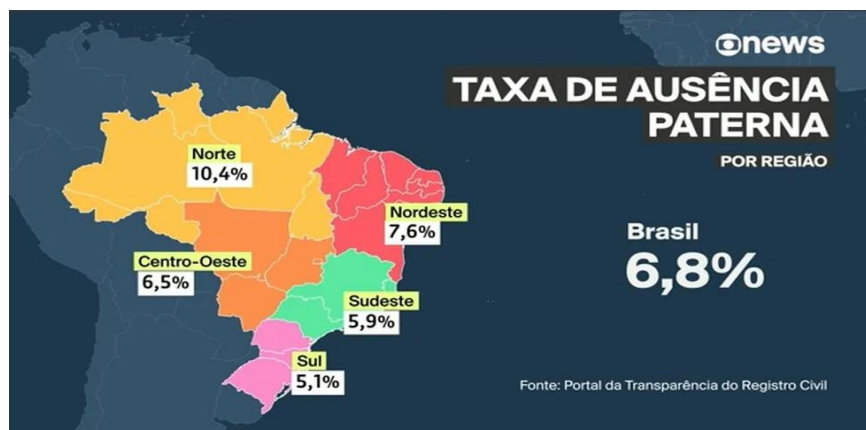 news
TAXA DE AUSÊNCIA
PATERNA
POR REGIÃO
Norte
10,4%
Nordeste
7,6%
Centro-Oeste
6,5%
Sudeste
5,9%
Sul
5,1%
Brasil
6,8%
Fonte: Portal da Transparência do Registro Civil